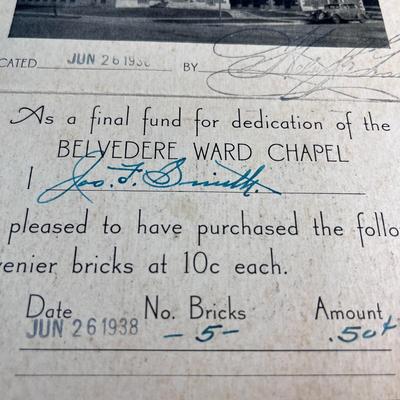 CATED JUN 26 1938 BY
As a final fund for dedication of the
BELVEDERE WARD CHAPEL
I Jos. F. Smith.
pleased to have purchased the follo
venier bricks at 10c each.
Date No. Bricks Amount
JUN 26 1938 - 5 - .50¢